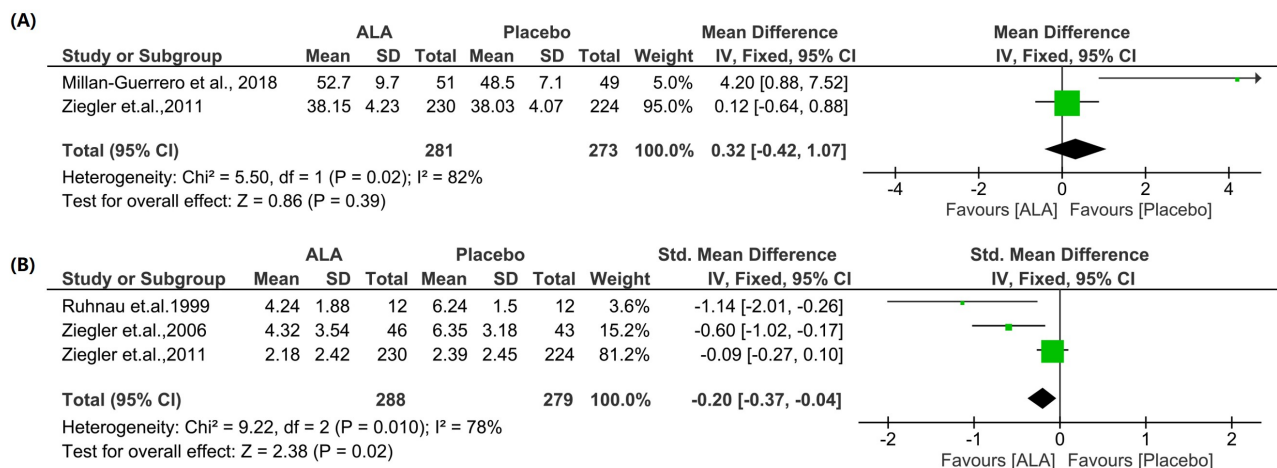 (A)
ALA Placebo Mean Difference Mean Difference
Study or Subgroup Mean SD Total Mean SD Total Weight IV, Fixed, 95% CI IV, Fixed, 95% CI
Millan-Guerrero et al., 2018 52.7 9.7 51 48.5 7.1 49 5.0% 4.20 [0.88, 7.52]
Ziegler et.al.,2011 38.15 4.23 230 38.03 4.07 224 95.0% 0.12 [-0.64, 0.88]
Total (95% CI) 281 273 100.0% 0.32 [-0.42, 1.07]
Heterogeneity: Chi² = 5.50, df = 1 (P = 0.02); I² = 82%
Test for overall effect: Z = 0.86 (P = 0.39)
-4 -2 0 2 4
Favours [ALA] Favours [Placebo]
(B)
ALA Placebo Std. Mean Difference Std. Mean Difference
Study or Subgroup Mean SD Total Mean SD Total Weight IV, Fixed, 95% CI IV, Fixed, 95% CI
Ruhnau et.al.1999 4.24 1.88 12 6.24 1.5 12 3.6% -1.14 [-2.01, -0.26]
Ziegler et.al.,2006 4.32 3.54 46 6.35 3.18 43 15.2% -0.60 [-1.02, -0.17]
Ziegler et.al.,2011 2.18 2.42 230 2.39 2.45 224 81.2% -0.09 [-0.27, 0.10]
Total (95% CI) 288 279 100.0% -0.20 [-0.37, -0.04]
Heterogeneity: Chi² = 9.22, df = 2 (P = 0.010); I² = 78%
Test for overall effect: Z = 2.38 (P = 0.02)
-2 -1 0 1 2
Favours [ALA] Favours [Placebo]